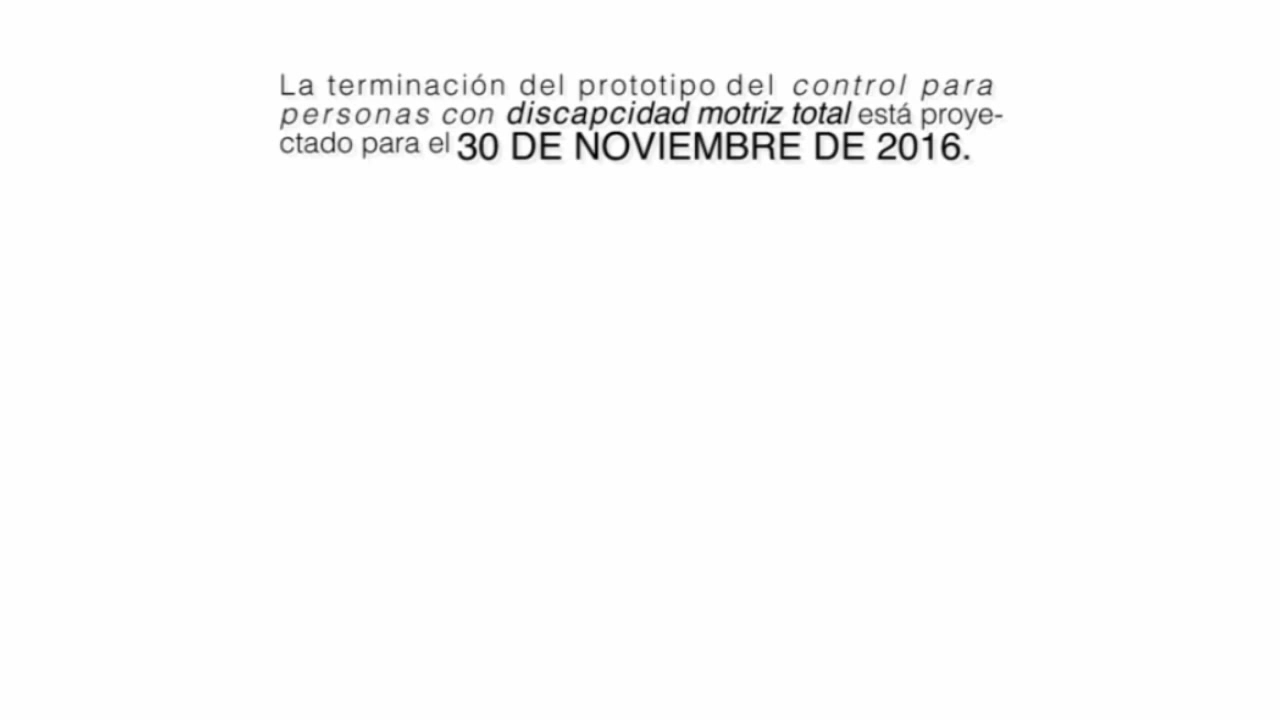 La terminación del prototipo del control para
personas con discapcidad motriz total está proye-
ctado para el 30 DE NOVIEMBRE DE 2016.